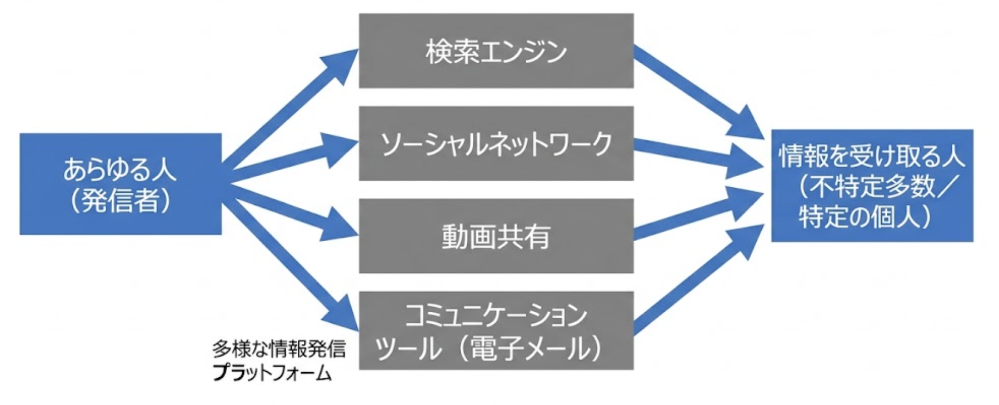 検索エンジン
ソーシャルネットワーク
あらゆる人
（発信者）
情報を受け取る人
（不特定多数／
特定の個人）
動画共有
コミュニケーション
ツール（電子メール）
多様な情報発信
プラットフォーム